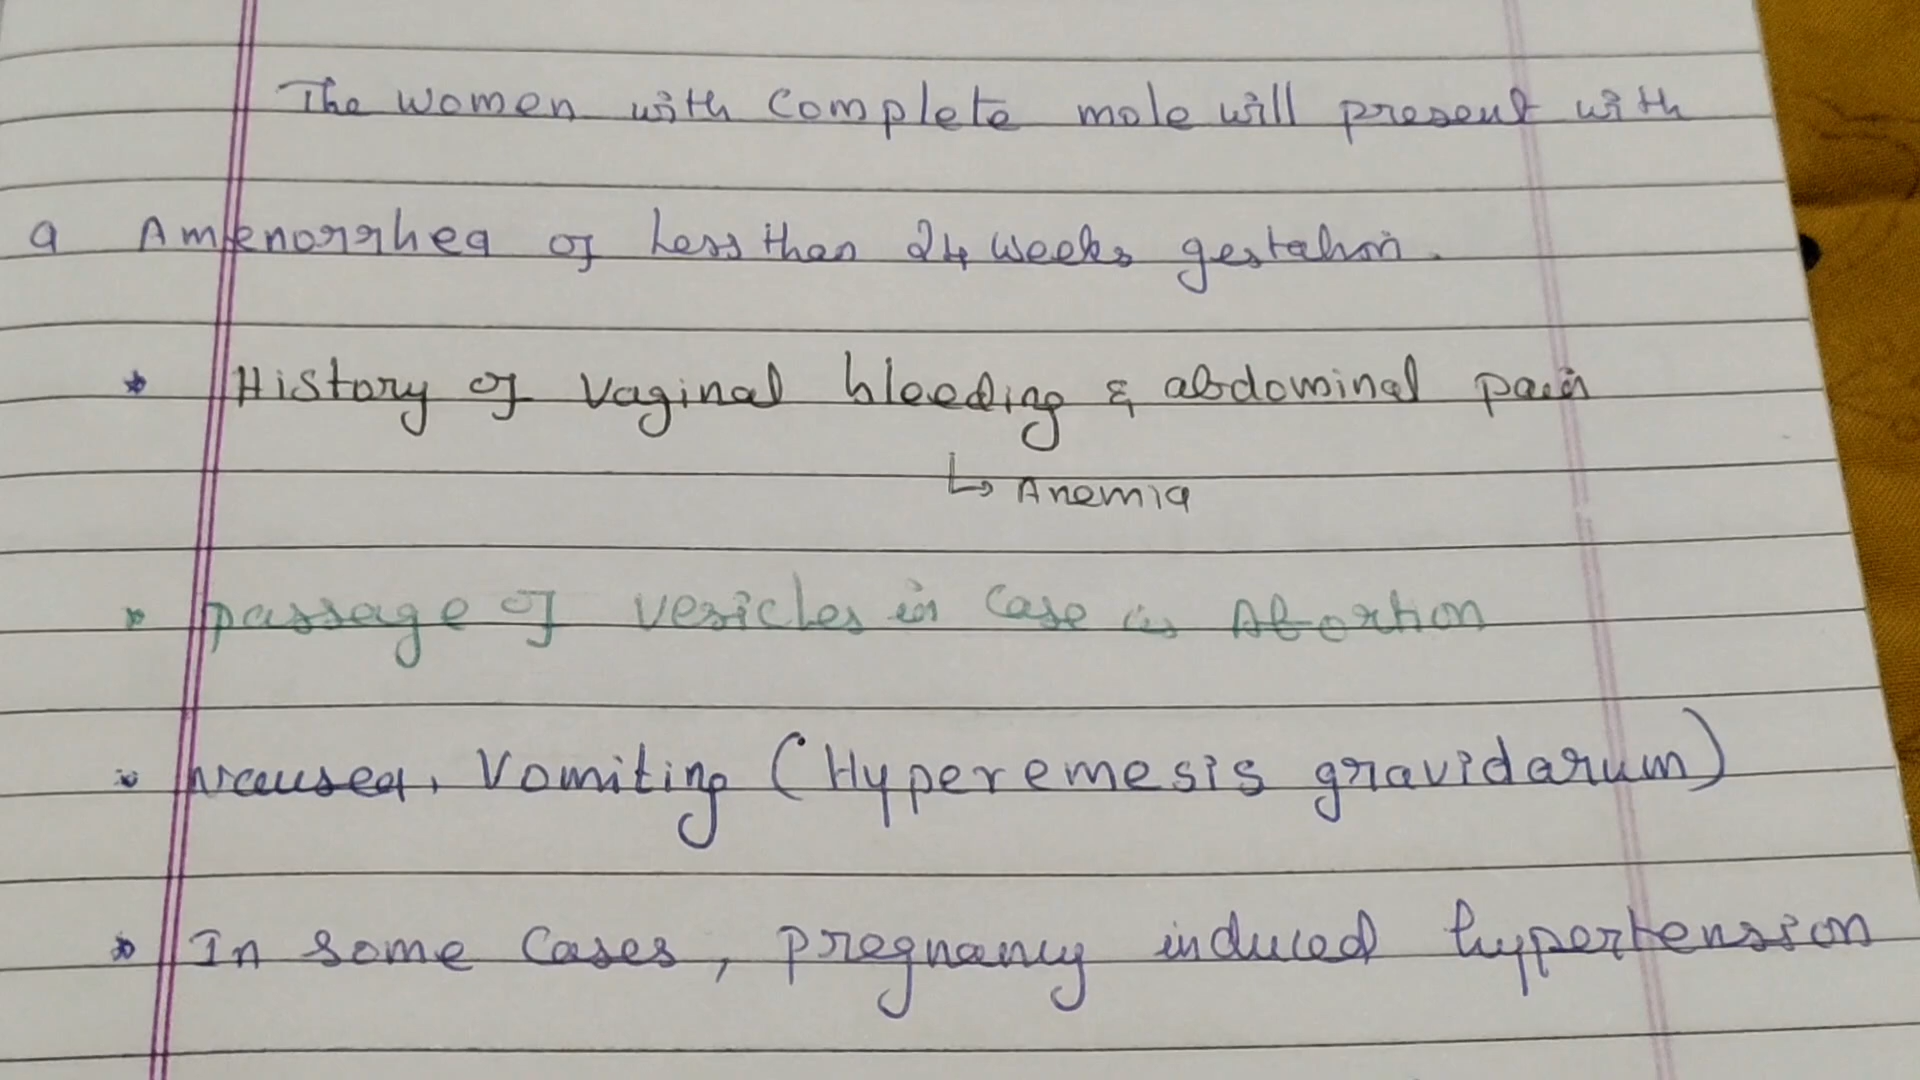 The women with complete mole will present with
a Amenorrhea of Less than 24 weeks gestation.
* History of vaginal bleeding & abdominal pain
↳ Anemia
* passage of vesicles in case is Abortion
* Nausea, Vomiting (Hyperemesis gravidarum)
* In some cases, pregnancy induced hypertension